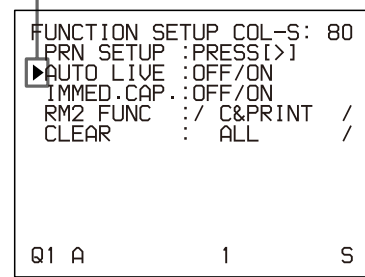 FUNCTION SETUP COL-S: 80
PRN SETUP :PRESS[>]
▶AUTO LIVE :OFF/ON
IMMED.CAP.:OFF/ON
RM2 FUNC :/ C&PRINT /
CLEAR : ALL /
Q1 A 1 S